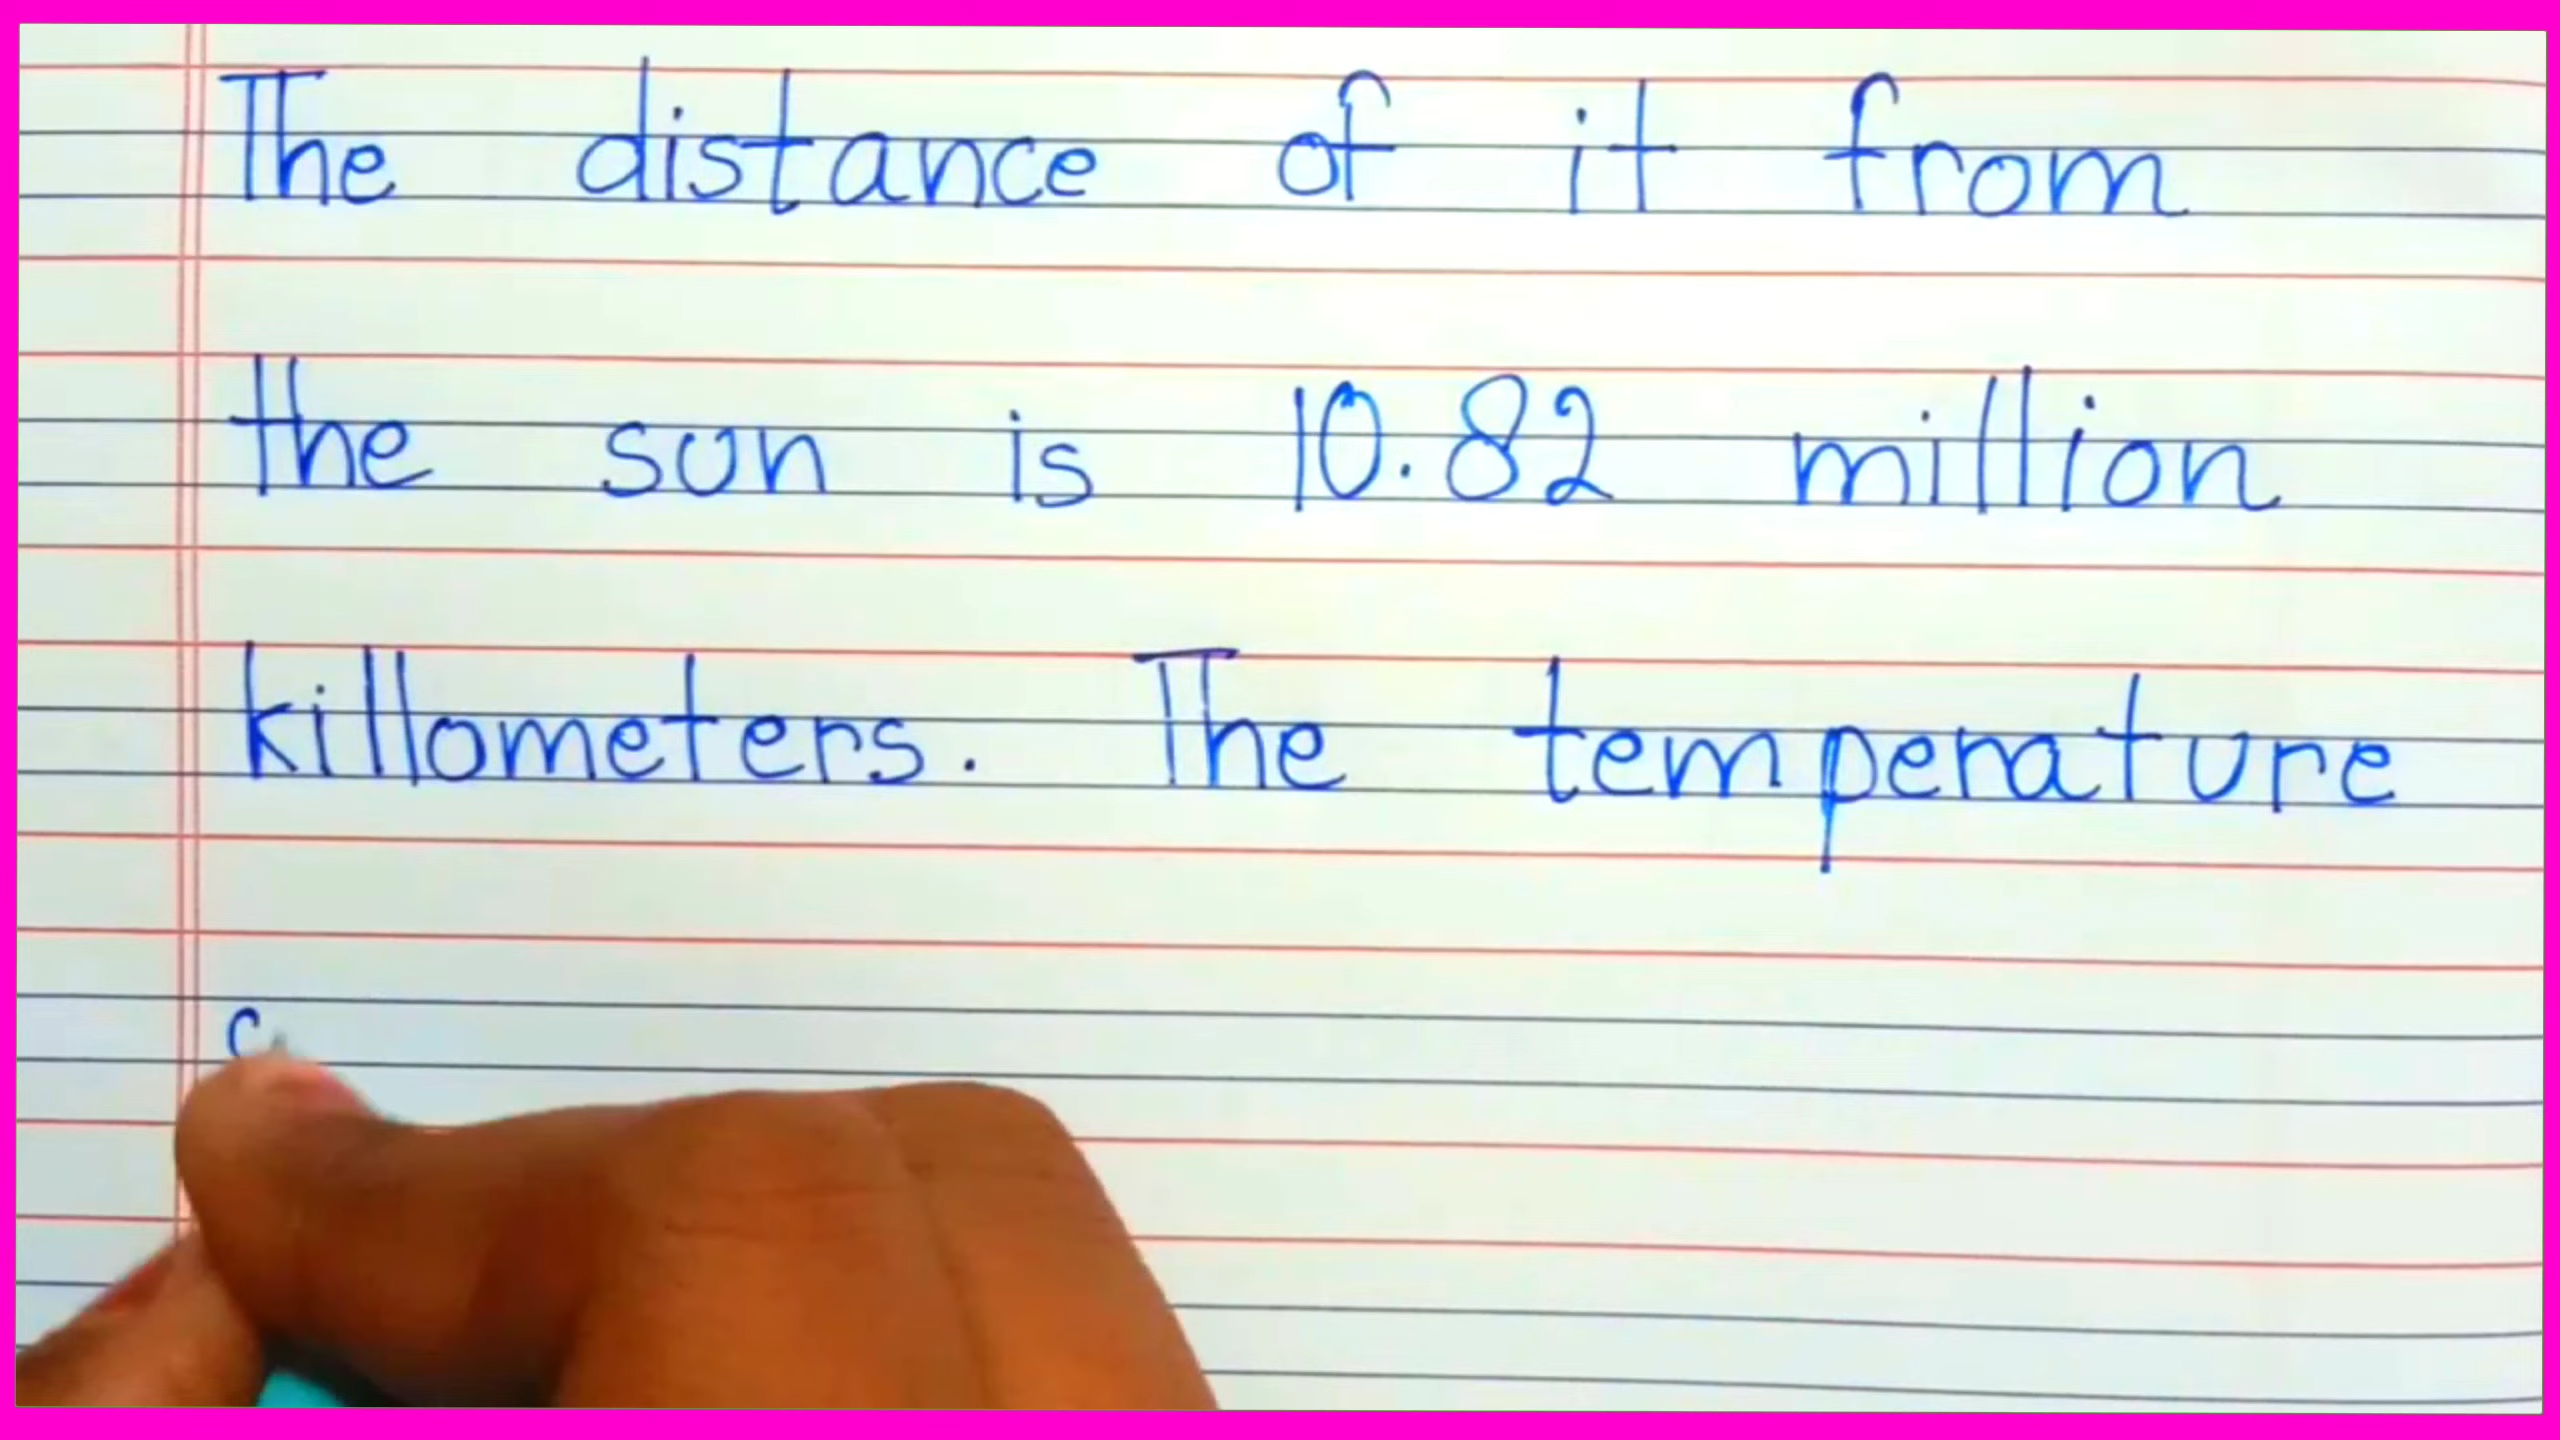 The distance of it from
the sun is 10.82 million
killometers. The temperature